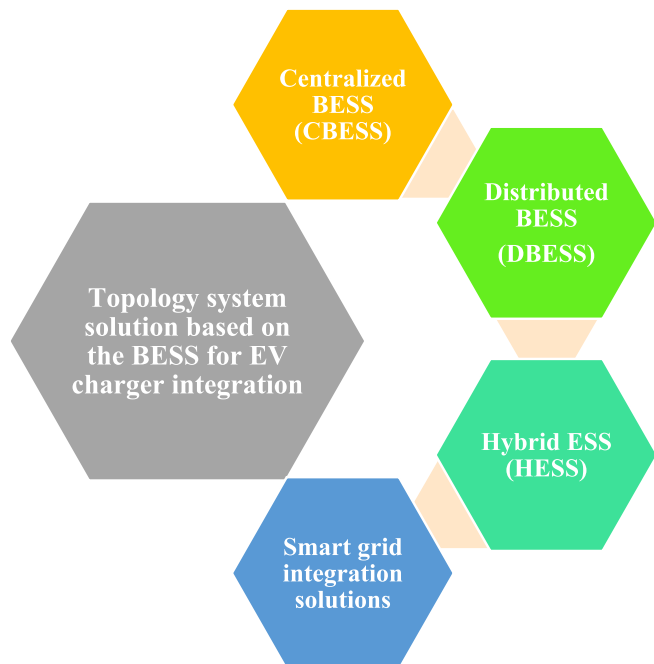 Centralized
BESS
(CBESS)
Distributed
BESS
(DBESS)
Topology system
solution based on
the BESS for EV
charger integration
Hybrid ESS
(HESS)
Smart grid
integration
solutions